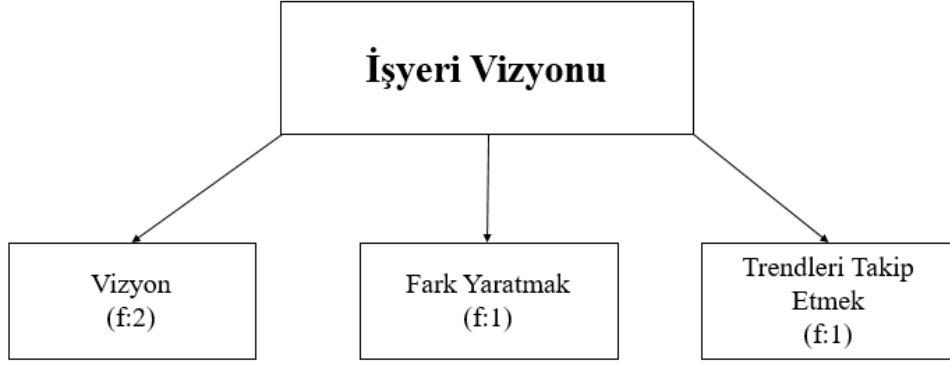 İşyeri Vizyonu
Vizyon
(f:2)
Fark Yaratmak
(f:1)
Trendleri Takip
Etmek
(f:1)